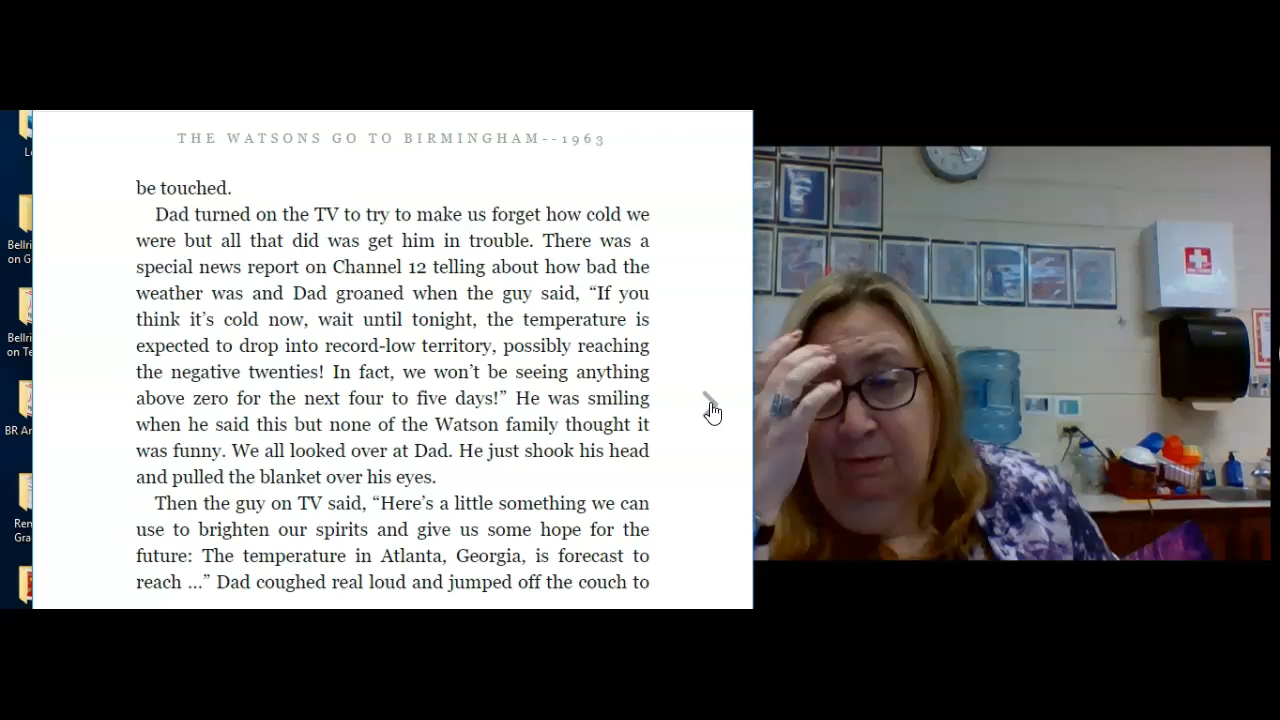 THE WATSONS GO TO BIRMINGHAM--1963
be touched.
Dad turned on the TV to try to make us forget how cold we
were but all that did was get him in trouble. There was a
special news report on Channel 12 telling about how bad the
weather was and Dad groaned when the guy said, “If you
think it’s cold now, wait until tonight, the temperature is
expected to drop into record-low territory, possibly reaching
the negative twenties! In fact, we won’t be seeing anything
above zero for the next four to five days!” He was smiling
when he said this but none of the Watson family thought it
was funny. We all looked over at Dad. He just shook his head
and pulled the blanket over his eyes.
Then the guy on TV said, “Here’s a little something we can
use to brighten our spirits and give us some hope for the
future: The temperature in Atlanta, Georgia, is forecast to
reach ...” Dad coughed real loud and jumped off the couch to
Bellri
on G
Bellri
on Te
BR Ar
Ren
Gra